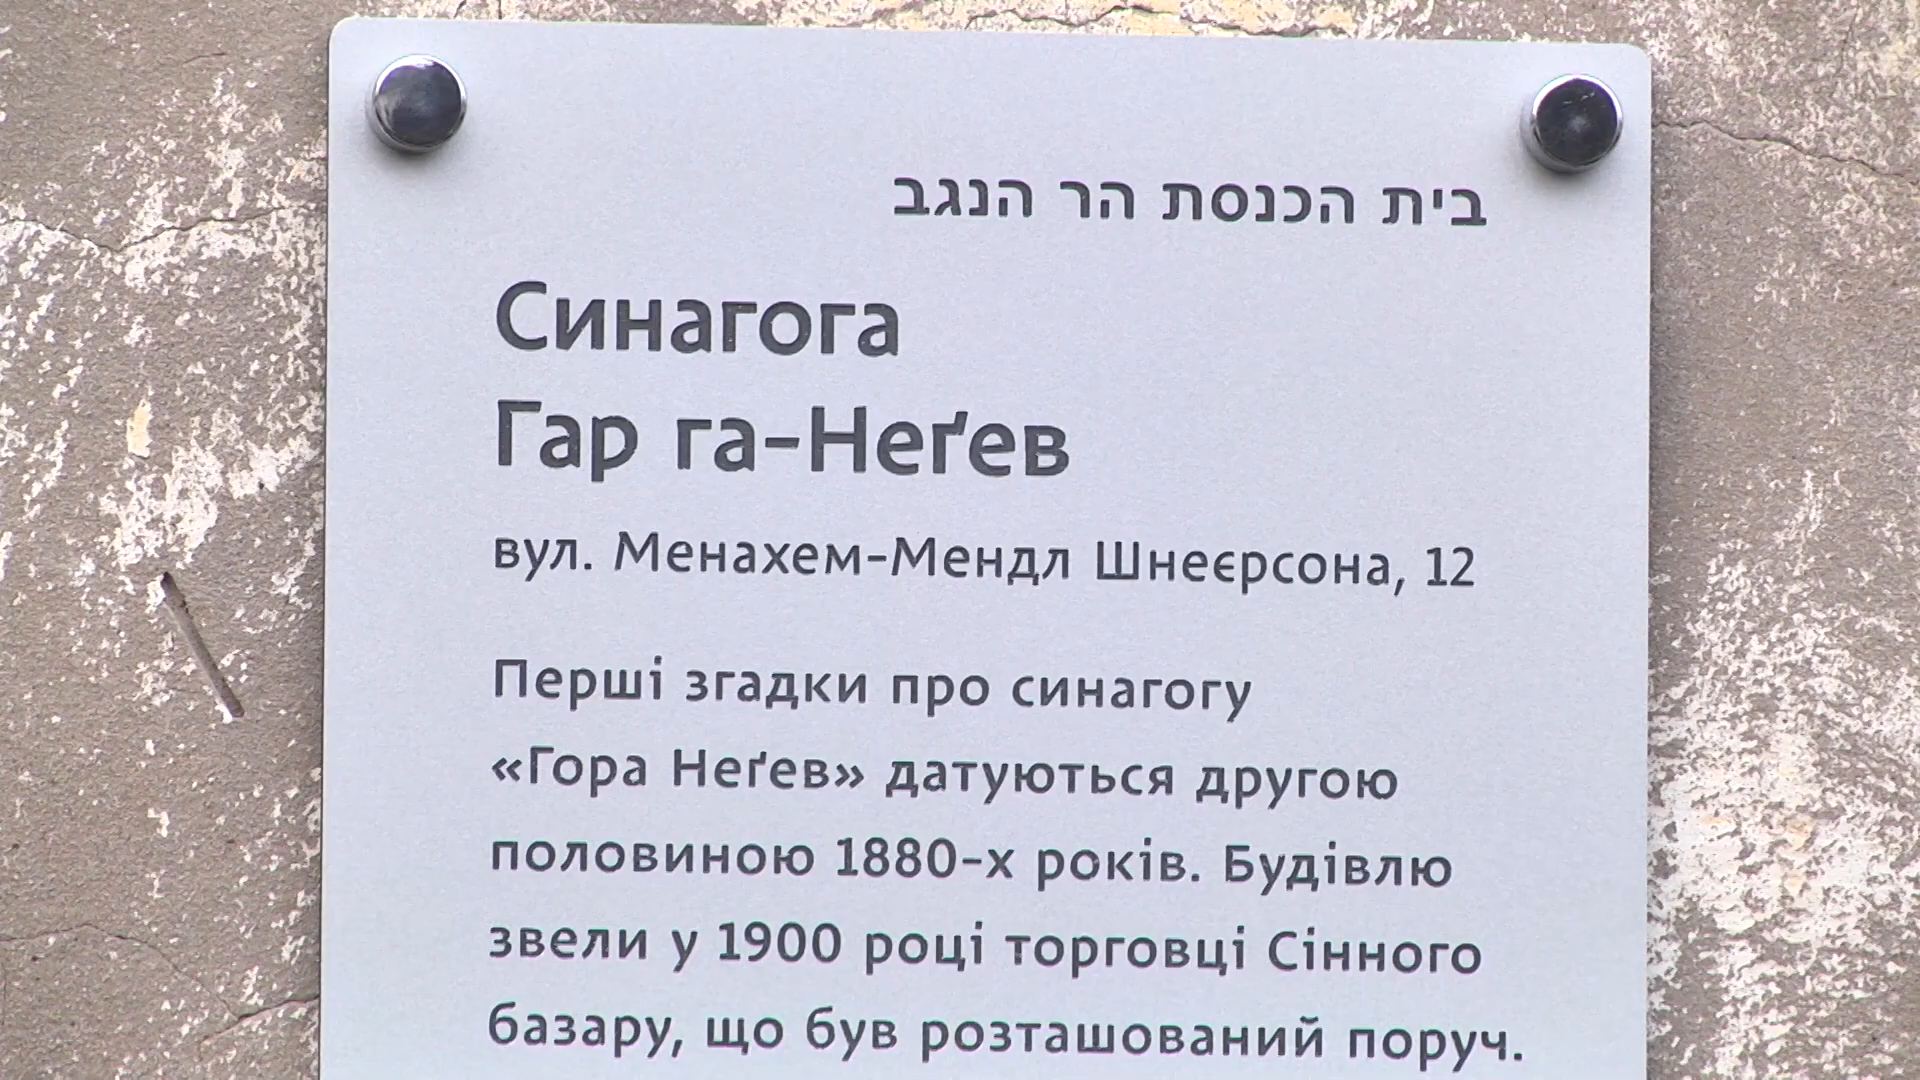 בית הכנסת הר הנגב
Синагога
Гар га-Неґев
вул. Менахем-Мендл Шнеєрсона, 12
Перші згадки про синагогу
«Гора Неґев» датуються другою
половиною 1880-х років. Будівлю
звели у 1900 році торговці Сінного
базару, що був розташований поруч.